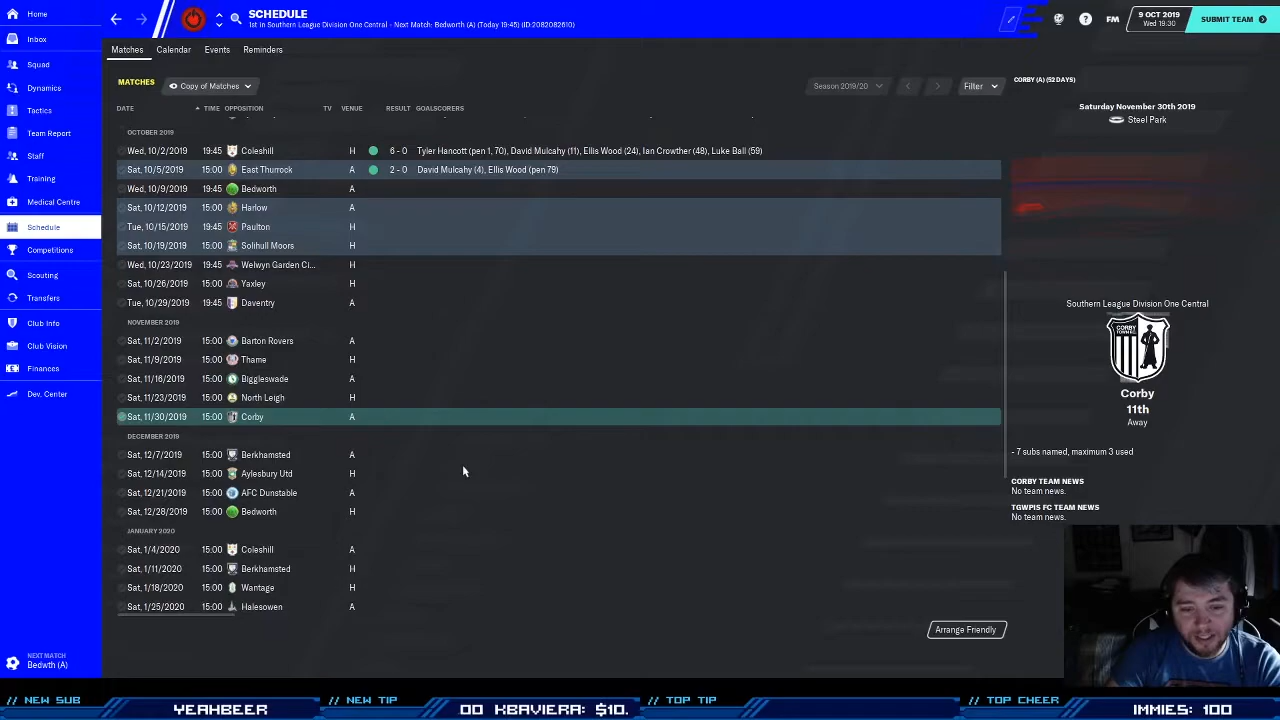 Home
SCHEDULE
1st in Southern League Division One Central - Next Match: Bedworth (A) (Today 19:45) (ID:2082082610)
FM
9 OCT 2019
Wed 19:30
SUBMIT TEAM
Inbox
Squad
Dynamics
Tactics
Team Report
Staff
Training
Medical Centre
Schedule
Competitions
Scouting
Transfers
Club Info
Club Vision
Finances
Dev. Center
NEXT MATCH
Bedwth (A)
Matches Calendar Events Reminders
MATCHES Copy of Matches Season 2019/20 Filter
DATE TIME OPPOSITION TV VENUE RESULT GOALSCORERS
OCTOBER 2019
Wed, 10/2/2019 19:45 Coleshill H 6 - 0 Tyler Hancott (pen 1, 70), David Mulcahy (11), Ellis Wood (24), Ian Crowther (48), Luke Ball (59)
Sat, 10/5/2019 15:00 East Thurrock A 2 - 0 David Mulcahy (4), Ellis Wood (pen 79)
Wed, 10/9/2019 19:45 Bedworth A
Sat, 10/12/2019 15:00 Harlow A
Tue, 10/15/2019 19:45 Paulton H
Sat, 10/19/2019 15:00 Solihull Moors H
Wed, 10/23/2019 19:45 Welwyn Garden Ci... H
Sat, 10/26/2019 15:00 Yaxley H
Tue, 10/29/2019 19:45 Daventry A
NOVEMBER 2019
Sat, 11/2/2019 15:00 Barton Rovers A
Sat, 11/9/2019 15:00 Thame H
Sat, 11/16/2019 15:00 Biggleswade A
Sat, 11/23/2019 15:00 North Leigh H
Sat, 11/30/2019 15:00 Corby A
DECEMBER 2019
Sat, 12/7/2019 15:00 Berkhamsted A
Sat, 12/14/2019 15:00 Aylesbury Utd H
Sat, 12/21/2019 15:00 AFC Dunstable A
Sat, 12/28/2019 15:00 Bedworth H
JANUARY 2020
Sat, 1/4/2020 15:00 Coleshill A
Sat, 1/11/2020 15:00 Berkhamsted H
Sat, 1/18/2020 15:00 Wantage H
Sat, 1/25/2020 15:00 Halesowen A
Arrange Friendly
CORBY (A) (52 DAYS)
Saturday November 30th 2019
Steel Park
Southern League Division One Central
CORBY TOWN FC
Corby
11th
Away
- 7 subs named, maximum 3 used
CORBY TEAM NEWS
No team news.
TGWPIS FC TEAM NEWS
No team news.
// NEW SUB // NEW TIP // TOP TIP // TOP CHEER
YEAHBEER
00 KBAVIERA: $10.
IMMIES: 100